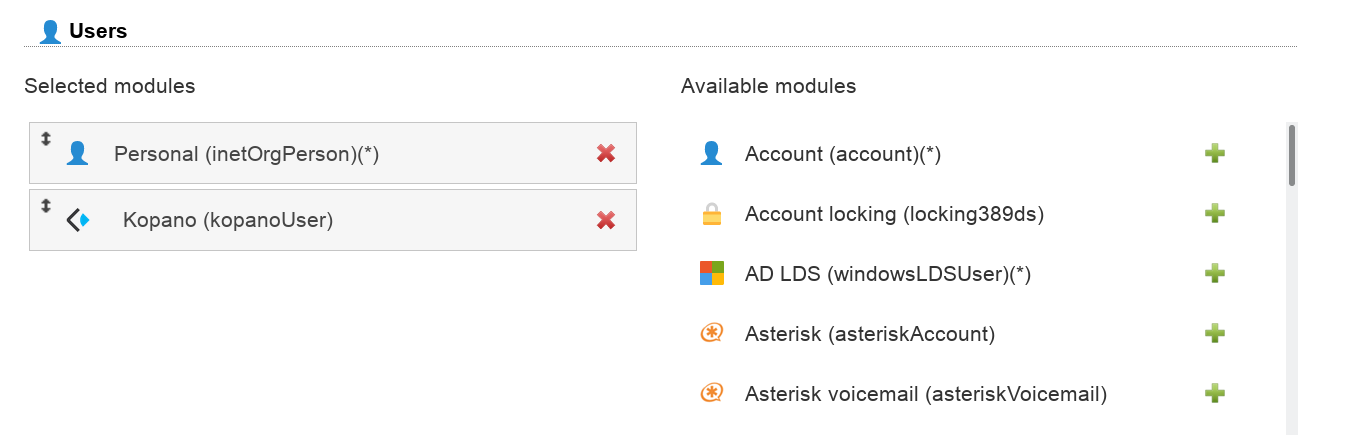 Users
Selected modules
Available modules
Personal (inetOrgPerson)(*)
Kopano (kopanoUser)
Account (account)(*)
Account locking (locking389ds)
AD LDS (windowsLDSUser)(*)
Asterisk (asteriskAccount)
Asterisk voicemail (asteriskVoicemail)